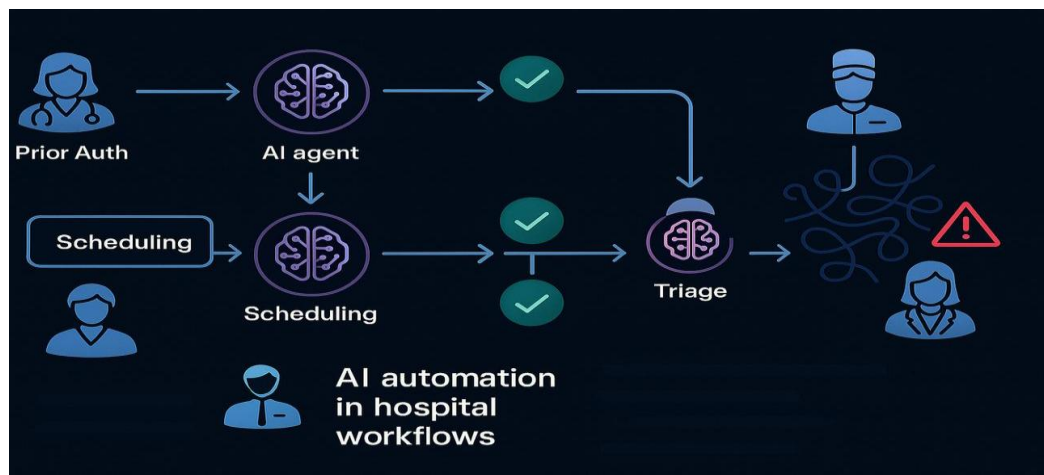 Prior Auth
AI agent
Scheduling
Scheduling
Triage
AI automation
in hospital
workflows